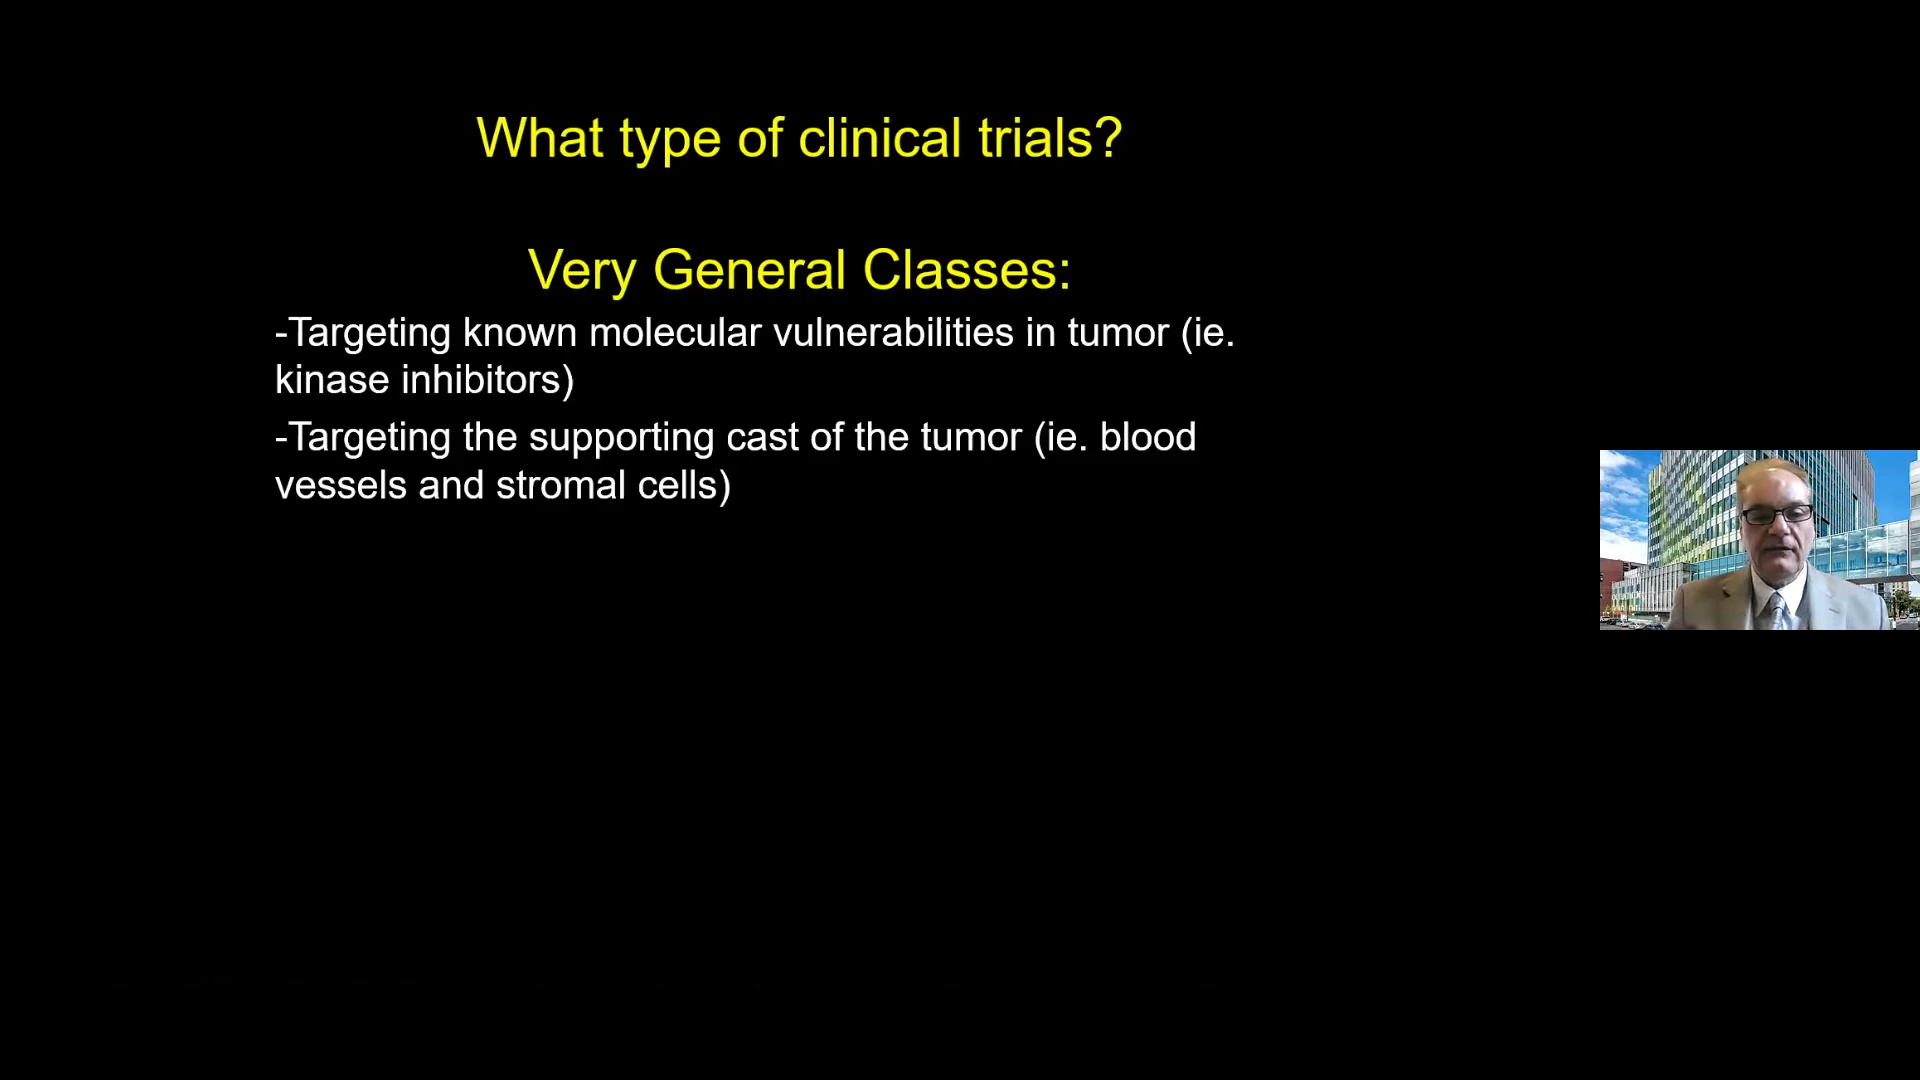 What type of clinical trials?
Very General Classes:
-Targeting known molecular vulnerabilities in tumor (ie.
kinase inhibitors)
-Targeting the supporting cast of the tumor (ie. blood
vessels and stromal cells)